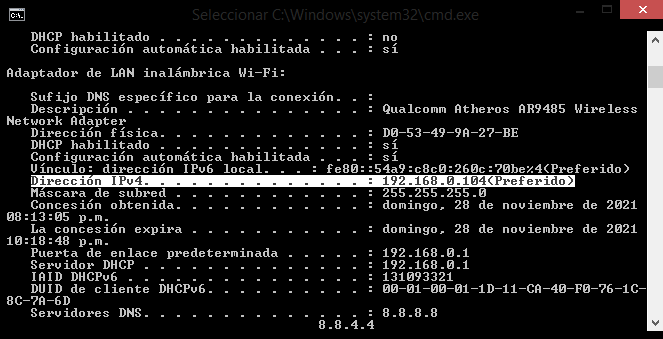 Seleccionar C:\Windows\system32\cmd.exe
DHCP habilitado . . . . . . . . . . . . . : no
Configuración automática habilitada . . . : sí
Adaptador de LAN inalámbrica Wi-Fi:
Sufijo DNS específico para la conexión. . :
Descripción . . . . . . . . . . . . . . . : Qualcomm Atheros AR9485 Wireless
Network Adapter
Dirección física. . . . . . . . . . . . . : D0-53-49-9A-27-BE
DHCP habilitado . . . . . . . . . . . . . : sí
Configuración automática habilitada . . . : sí
Vínculo: dirección IPv6 local. . . : fe80::54a9:c8c0:260c:70be%4(Preferido)
Dirección IPv4. . . . . . . . . . . . . . : 192.168.0.104(Preferido)
Máscara de subred . . . . . . . . . . . . : 255.255.255.0
Concesión obtenida. . . . . . . . . . . . : domingo, 28 de noviembre de 2021
08:13:05 p.m.
La concesión expira . . . . . . . . . . . : domingo, 28 de noviembre de 2021
10:18:48 p.m.
Puerta de enlace predeterminada . . . . . : 192.168.0.1
Servidor DHCP . . . . . . . . . . . . . . : 192.168.0.1
IAID DHCPv6 . . . . . . . . . . . . . . . : 131093321
DUID de cliente DHCPv6. . . . . . . . . . : 00-01-00-01-1D-11-CA-40-F0-76-1C-
8C-7A-6D
Servidores DNS. . . . . . . . . . . . . . : 8.8.8.8
8.8.4.4